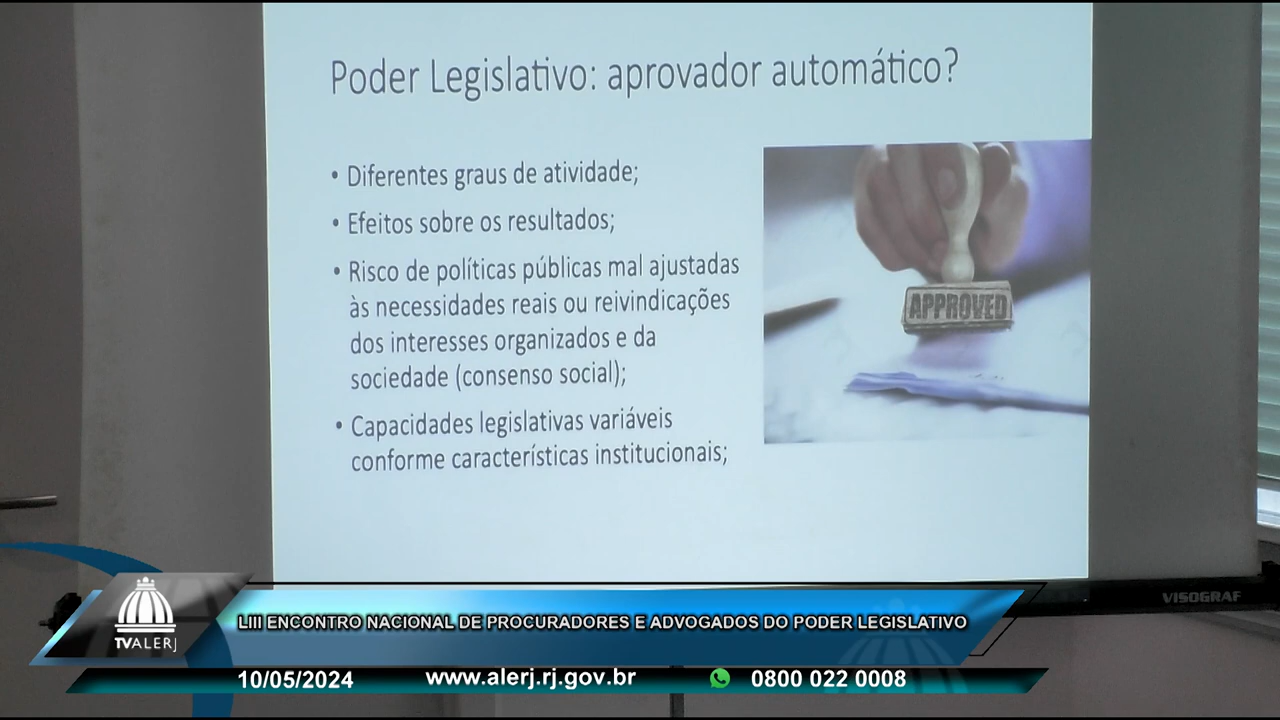 Poder Legislativo: aprovador automático?
• Diferentes graus de atividade;
• Efeitos sobre os resultados;
• Risco de políticas públicas mal ajustadas
às necessidades reais ou reivindicações
dos interesses organizados e da
sociedade (consenso social);
• Capacidades legislativas variáveis
conforme características institucionais;
APPROVED
VISOGRAF
TVALERJ
LIII ENCONTRO NACIONAL DE PROCURADORES E ADVOGADOS DO PODER LEGISLATIVO
10/05/2024
www.alerj.rj.gov.br
0800 022 0008